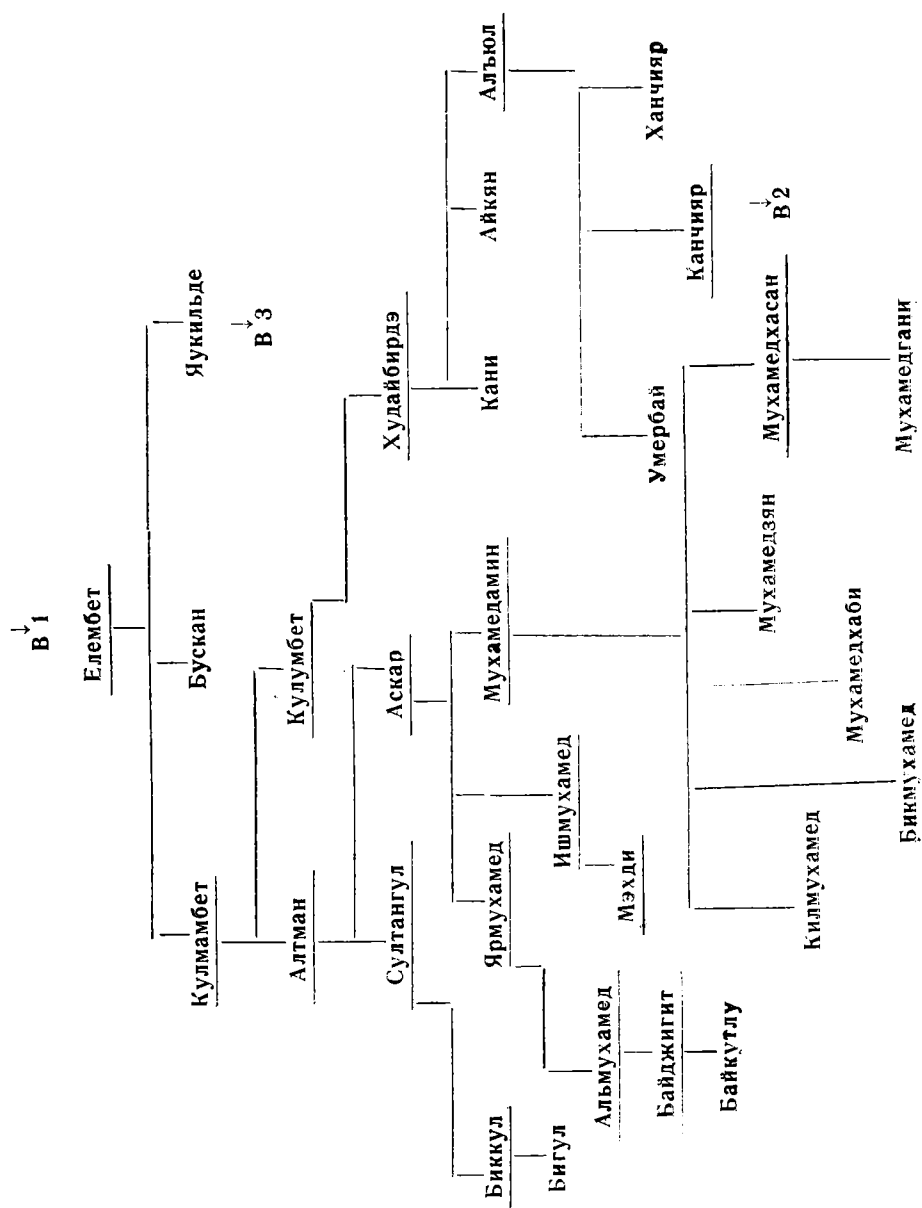 ↓
В 1
Елембет
Кулмамбет Бускан Яукильде
↓
В 3
Алтман Кулумбет
Султангул Аскар Худайбирдэ
Биккул Ярмухамед Мухамедамин Кани Айкян Алъюл
Бигул Ишмухамед
Альмухамед Мэхди Умербай Канчияр Ханчияр
Байджигит
↓
В 2
Байкутлу
Килмухамед Мухамедхаби Мухамедзян Мухамедхасан
Бикмухамед Мухамедгани